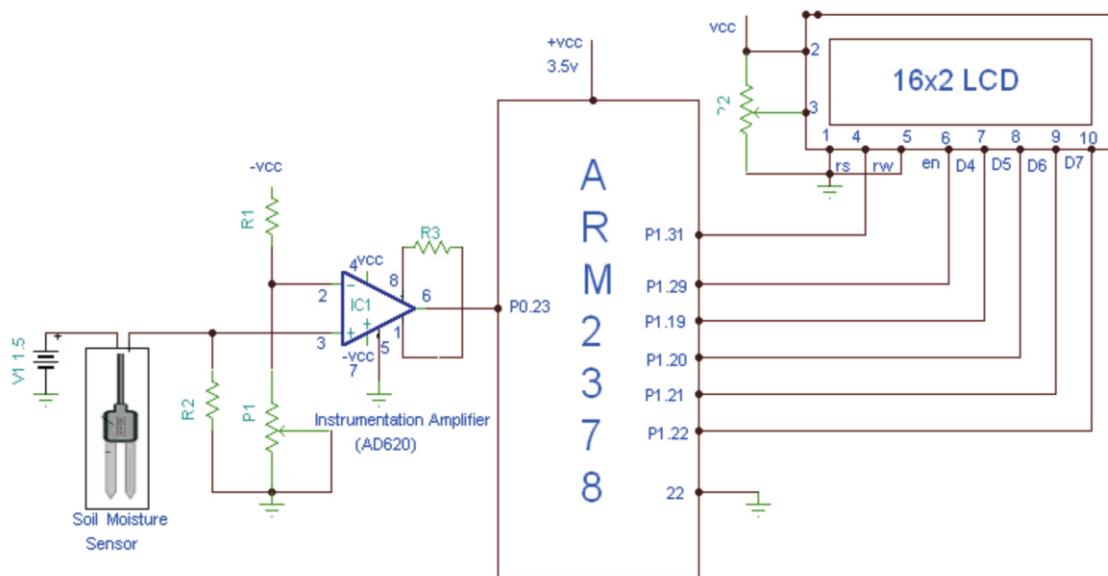 +vcc
3.5v
vcc
2
16x2 LCD
3
1 4 5 6 7 8 9 10
rs rw en D4 D5 D6 D7
-vcc
R1
R3
4 vcc
8
2
IC1
6
3
1
5
-vcc
7
V1 1.5
R2
P1
Instrumentation Amplifier
(AD620)
Soil Moisture
Sensor
P0.23
A
R
M
2
3
7
8
P1.31
P1.29
P1.19
P1.20
P1.21
P1.22
22